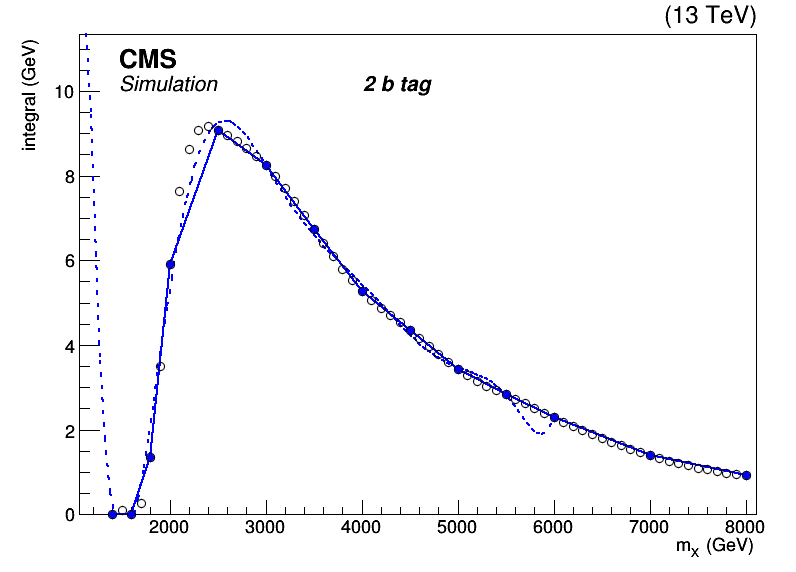 (13 TeV)
integral (GeV)
CMS
Simulation
2 b tag
10
8
6
4
2
0
2000 3000 4000 5000 6000 7000 8000
m_X (GeV)